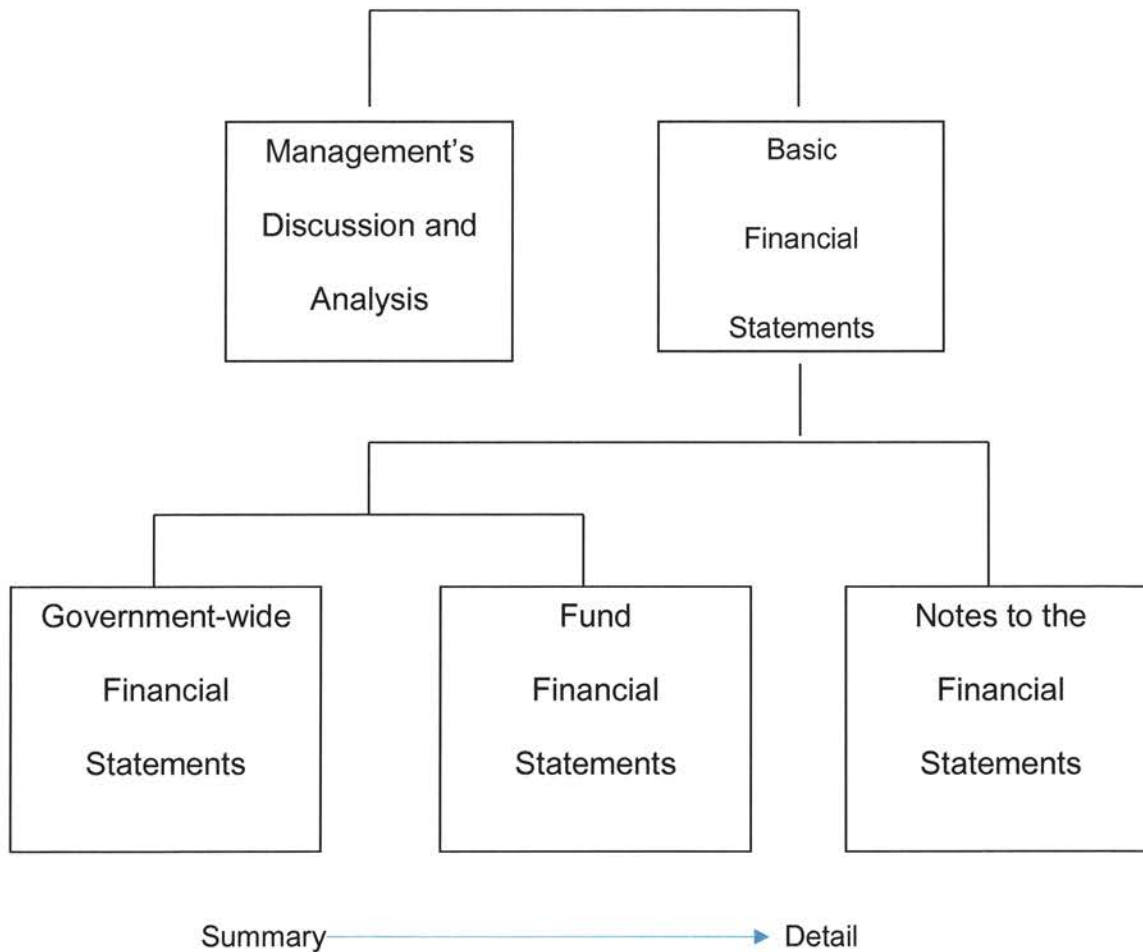 Management's
Discussion and
Analysis
Basic
Financial
Statements
Government-wide
Financial
Statements
Fund
Financial
Statements
Notes to the
Financial
Statements
Summary
Detail